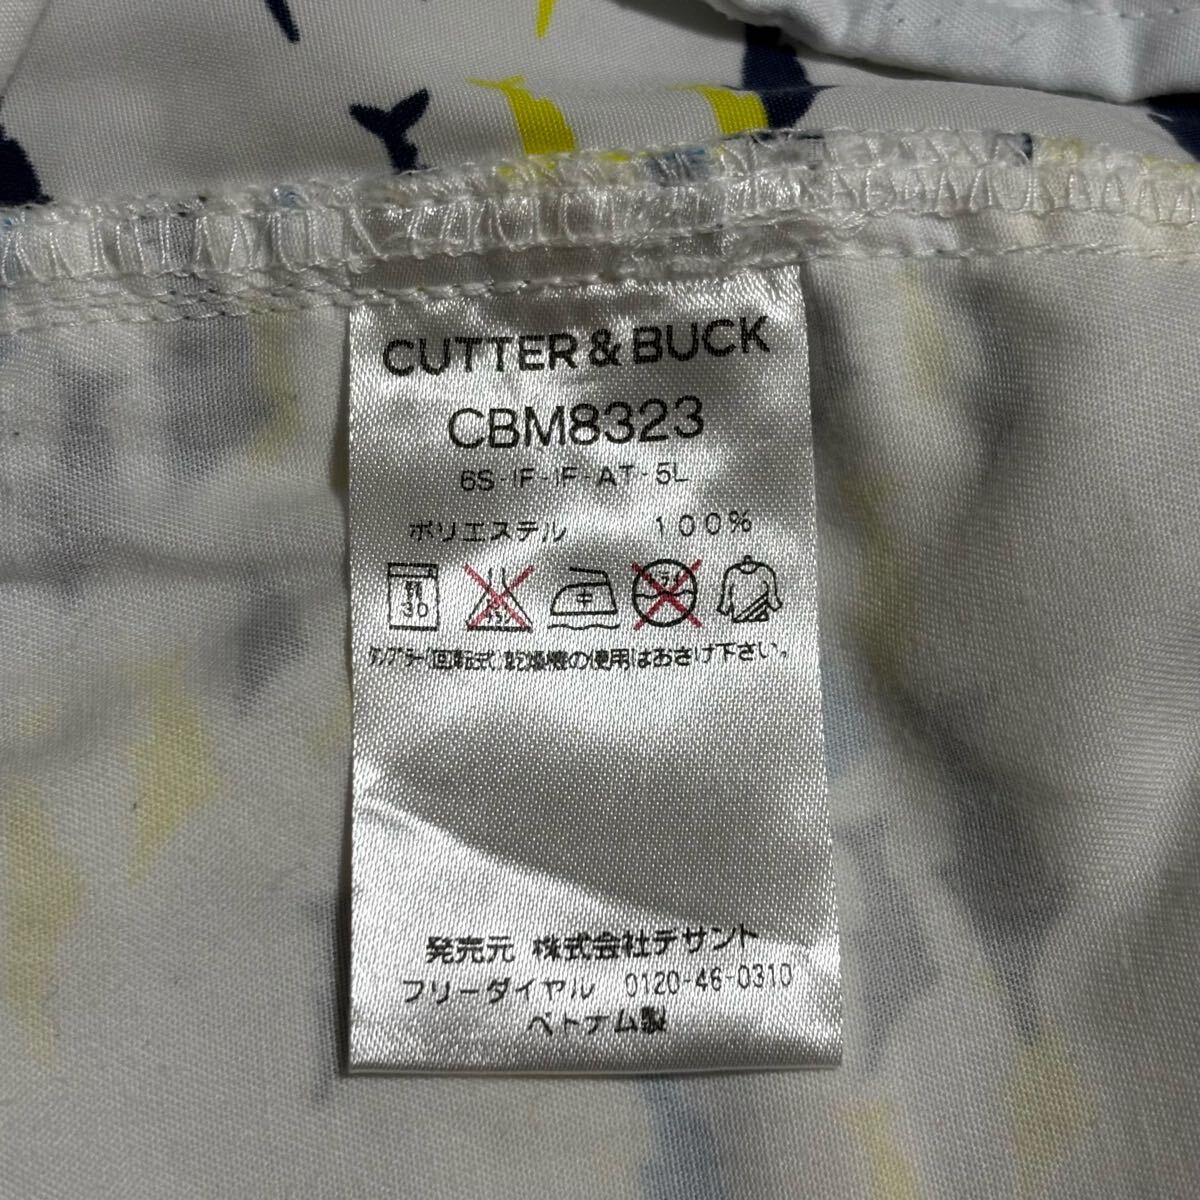 CUTTER & BUCK
CBM8323
6S-IF-IF-AT-5L
ポリエステル 100%
30 中
タンブラー(回転式)乾燥機の使用はおさけ下さい。
発売元 株式会社デサント
フリーダイヤル 0120-46-0310
ベトナム製